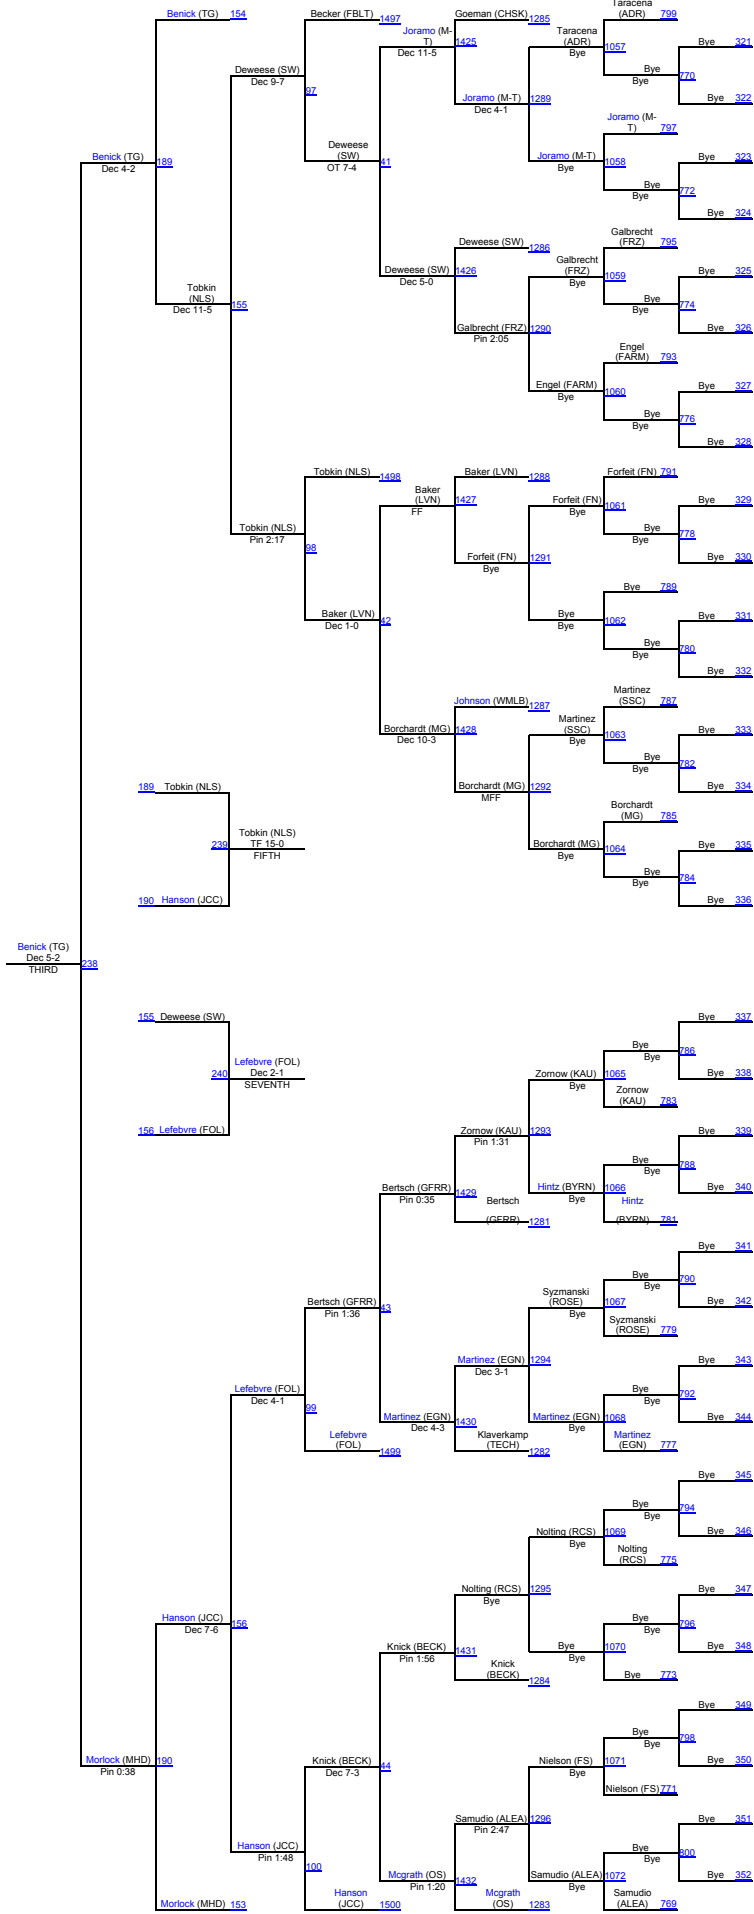 Benick (TG) 154
Becker (FBLT) 1497
Goeman (CHSK) 1285
Taracena
(ADR) 799
Joramo (M-
T) 1425
Dec 11-5
Taracena
(ADR) 1057
Bye
Bye 321
Bye 770
Bye
Bye 322
Deweese (SW) 97
Dec 9-7
Joramo (M-T) 1289
Dec 4-1
Joramo (M-
T) 797
Deweese
(SW) 41
OT 7-4
Benick (TG) 189
Dec 4-2
Joramo (M-T) 1058
Bye
Bye 323
Bye 772
Bye
Bye 324
Deweese (SW) 1286
Galbrecht
(FRZ) 795
Deweese (SW) 1426
Dec 5-0
Galbrecht
(FRZ) 1059
Bye
Bye 325
Bye 774
Bye
Bye 326
Tobkin
(NLS) 155
Dec 11-5
Galbrecht (FRZ) 1290
Pin 2:05
Engel
(FARM) 793
Engel (FARM) 1060
Bye
Bye 327
Bye 776
Bye
Bye 328
Tobkin (NLS) 1498
Baker (LVN) 1288
Forfeit (FN) 791
Baker
(LVN) 1427
FF
Forfeit (FN) 1061
Bye
Bye 329
Bye 778
Bye
Bye 330
Tobkin (NLS) 98
Pin 2:17
Forfeit (FN) 1291
Bye
Bye 789
Baker (LVN) 42
Dec 1-0
Bye 1062
Bye
Bye 331
Bye 780
Bye
Bye 332
Johnson (WMLB) 1287
Martinez
(SSC) 787
Borchardt (MG) 1428
Dec 10-3
Martinez
(SSC) 1063
Bye
Bye 333
Bye 782
Bye
Bye 334
189 Tobkin (NLS)
Borchardt (MG) 1292
MFF
Borchardt
(MG) 785
239 Tobkin (NLS)
TF 15-0
FIFTH
Borchardt (MG) 1064
Bye
Bye 335
Bye 784
Bye
Bye 336
190 Hanson (JCC)
Benick (TG)
Dec 5-2 238
THIRD
155 Deweese (SW)
Bye 337
Bye 786
Bye
Bye 338
240 Lefebvre (FOL)
Dec 2-1
SEVENTH
Zornow (KAU) 1065
Bye
Zornow
(KAU) 783
156 Lefebvre (FOL)
Zornow (KAU) 1293
Pin 1:31
Bye 339
Bye 788
Bye
Bye 340
Bertsch (GFRR) 1429
Pin 0:35
Hintz (BYRN) 1066
Bye
Bertsch
(GFRR) 1281
Hintz
(BYRN) 781
Bye 341
Bye 790
Bye
Bye 342
Bertsch (GFRR) 43
Pin 1:36
Syzmanski
(ROSE) 1067
Bye
Syzmanski
(ROSE) 779
Martinez (EGN) 1294
Dec 3-1
Bye 343
Bye 792
Bye
Bye 344
Lefebvre (FOL) 99
Dec 4-1
Martinez (EGN) 1430
Dec 4-3
Martinez (EGN) 1068
Bye
Lefebvre
(FOL) 1499
Klaverkamp
(TECH) 1282
Martinez
(EGN) 777
Bye 345
Bye 794
Bye
Bye 346
Nolting (RCS) 1069
Bye
Nolting
(RCS) 775
Nolting (RCS) 1295
Bye
Bye 347
Bye 796
Bye
Bye 348
Hanson (JCC) 156
Dec 7-6
Knick (BECK) 1431
Pin 1:56
Bye 1070
Bye
Knick
(BECK) 1284
Bye 773
Bye 349
Bye 798
Bye
Bye 350
Morlock (MHD) 190
Pin 0:38
Knick (BECK) 44
Dec 7-3
Nielson (FS) 1071
Bye
Nielson (FS) 771
Samudio (ALEA) 1296
Pin 2:47
Bye 351
Bye 800
Bye
Bye 352
Hanson (JCC) 100
Pin 1:48
Mcgrath (OS) 1432
Pin 1:20
Samudio (ALEA) 1072
Bye
Morlock (MHD) 153
Hanson
(JCC) 1500
Mcgrath
(OS) 1283
Samudio
(ALEA) 769